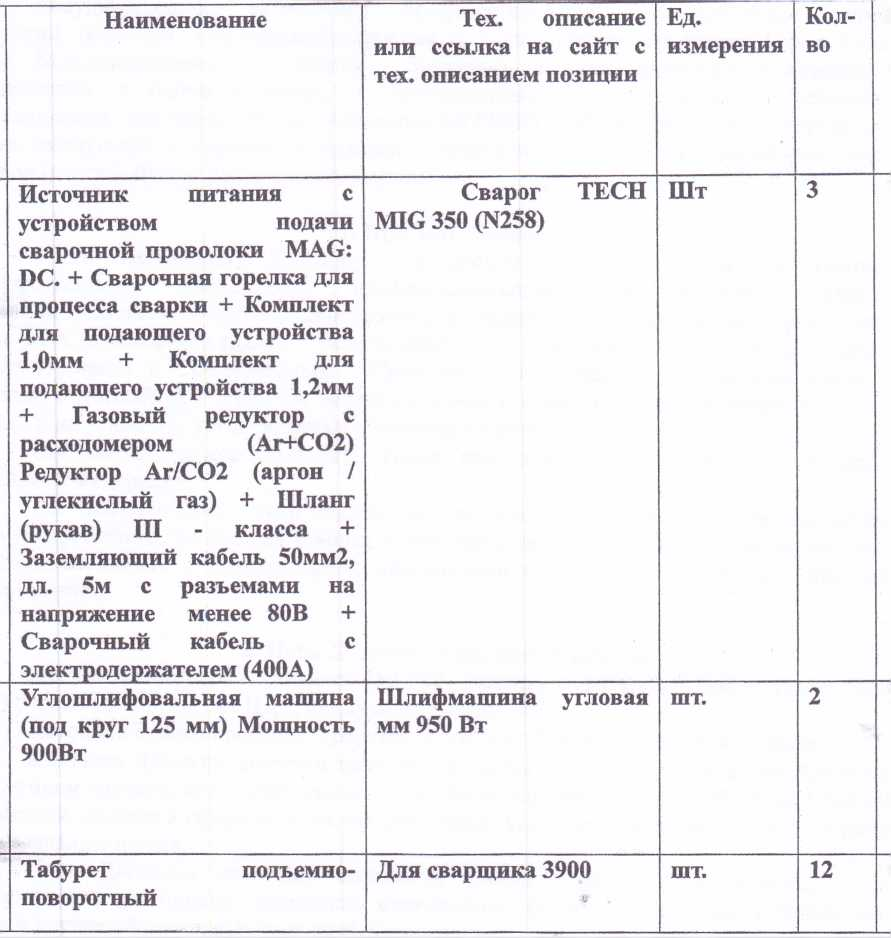 Наименование
Тех. описание
или ссылка на сайт с
тех. описанием позиции
Ед.
измерения
Кол-
во
Источник питания с
устройством подачи
сварочной проволоки MAG:
DC. + Сварочная горелка для
процесса сварки + Комплект
для подающего устройства
1,0мм + Комплект для
подающего устройства 1,2мм
+ Газовый редуктор с
расходомером (Ar+CO2)
Редуктор Ar/CO2 (аргон /
углекислый газ) + Шланг
(рукав) III - класса +
Заземляющий кабель 50мм2,
дл. 5м с разъемами на
напряжение менее 80В +
Сварочный кабель с
электродержателем (400А)
Сварог TECH
MIG 350 (N258)
Шт
3
Углошлифовальная машина
(под круг 125 мм) Мощность
900Вт
Шлифмашина угловая
мм 950 Вт
шт.
2
Табурет подъемно-
поворотный
Для сварщика 3900
шт.
12